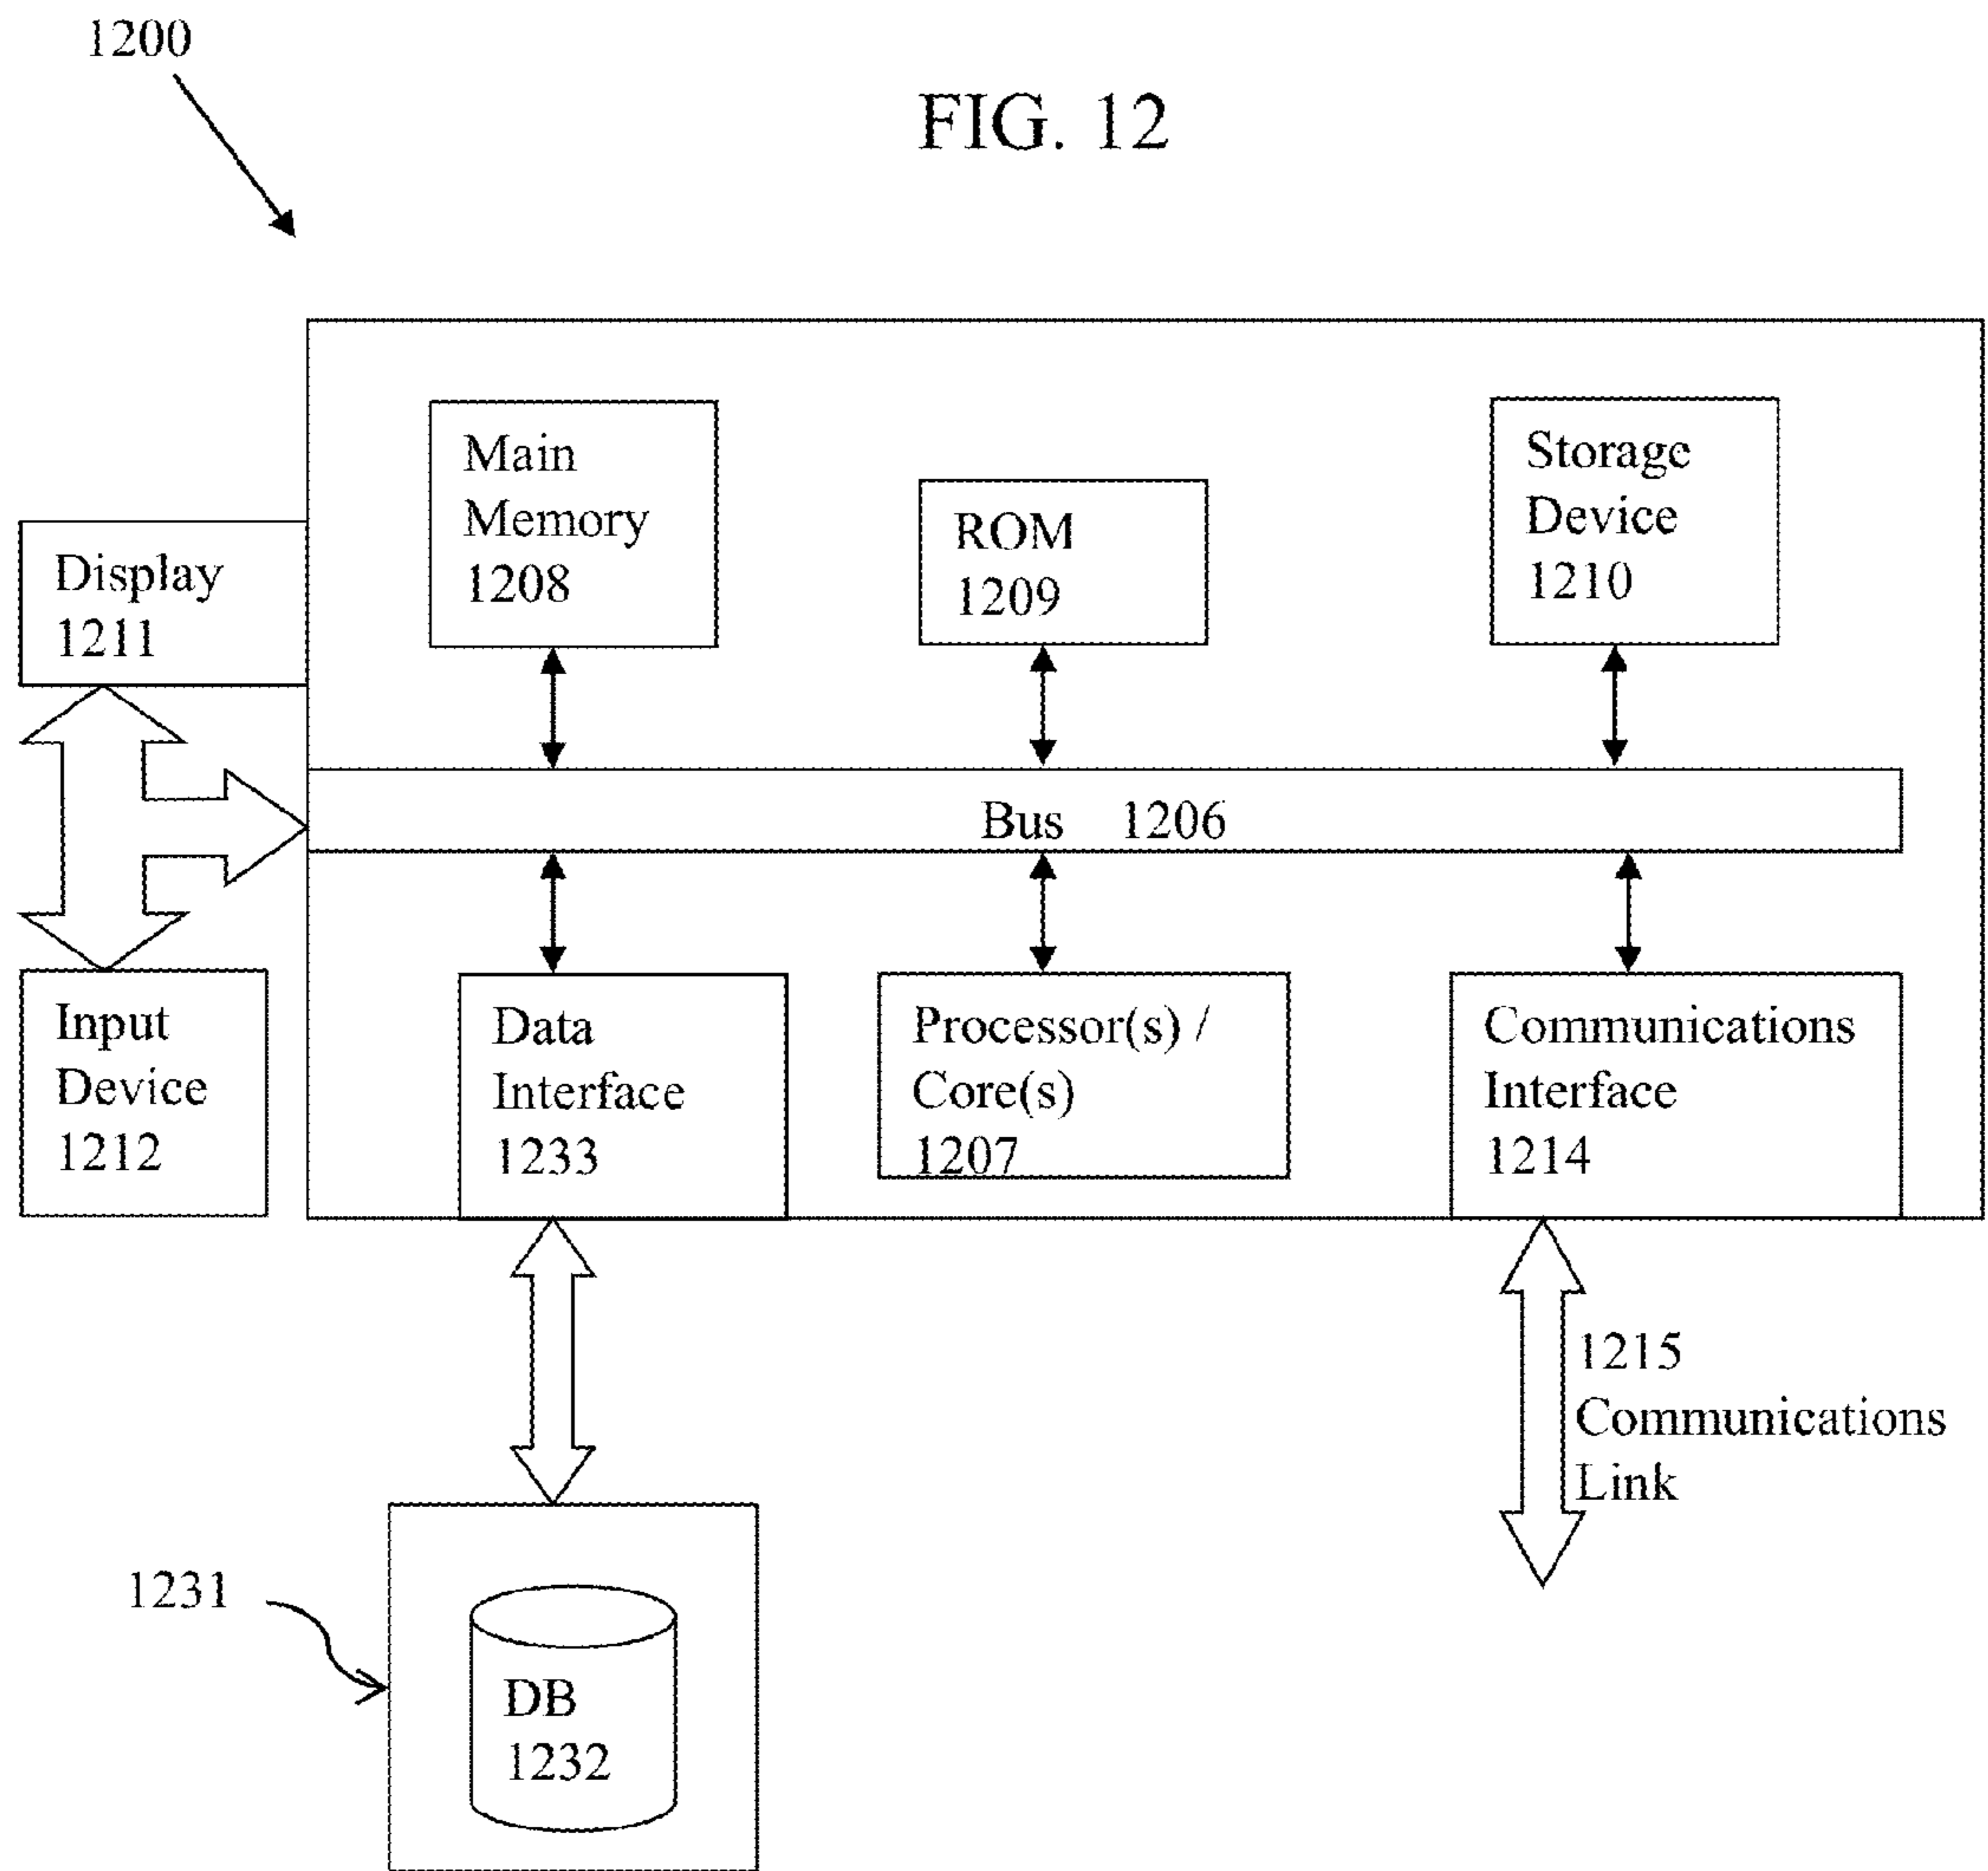 1200
FIG. 12
Main
Memory
1208
ROM
1209
Storage
Device
1210
Display
1211
Bus 1206
Input
Device
1212
Data
Interface
1233
Processor(s) /
Core(s)
1207
Communications
Interface
1214
1215
Communications
Link
1231
DB
1232